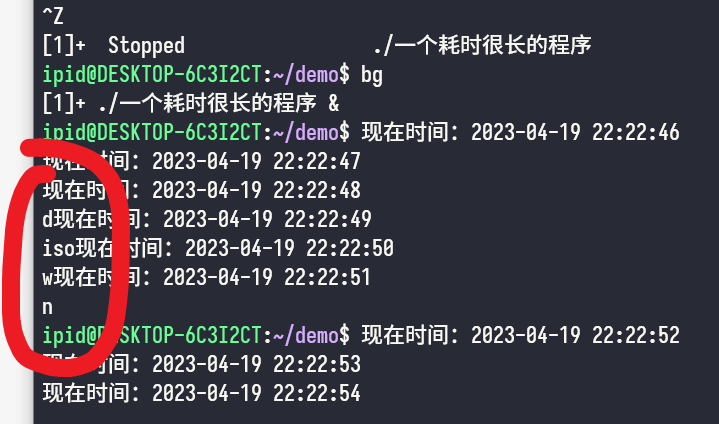 ^Z
[1]+  Stopped                 ./一个耗时很长的程序
ipid@DESKTOP-6C3I2CT:~/demo$ bg
[1]+ ./一个耗时很长的程序 &
ipid@DESKTOP-6C3I2CT:~/demo$ 现在时间：2023-04-19 22:22:46
现在时间：2023-04-19 22:22:47
现在时间：2023-04-19 22:22:48
d现在时间：2023-04-19 22:22:49
iso现在时间：2023-04-19 22:22:50
w现在时间：2023-04-19 22:22:51
n
ipid@DESKTOP-6C3I2CT:~/demo$ 现在时间：2023-04-19 22:22:52
现在时间：2023-04-19 22:22:53
现在时间：2023-04-19 22:22:54